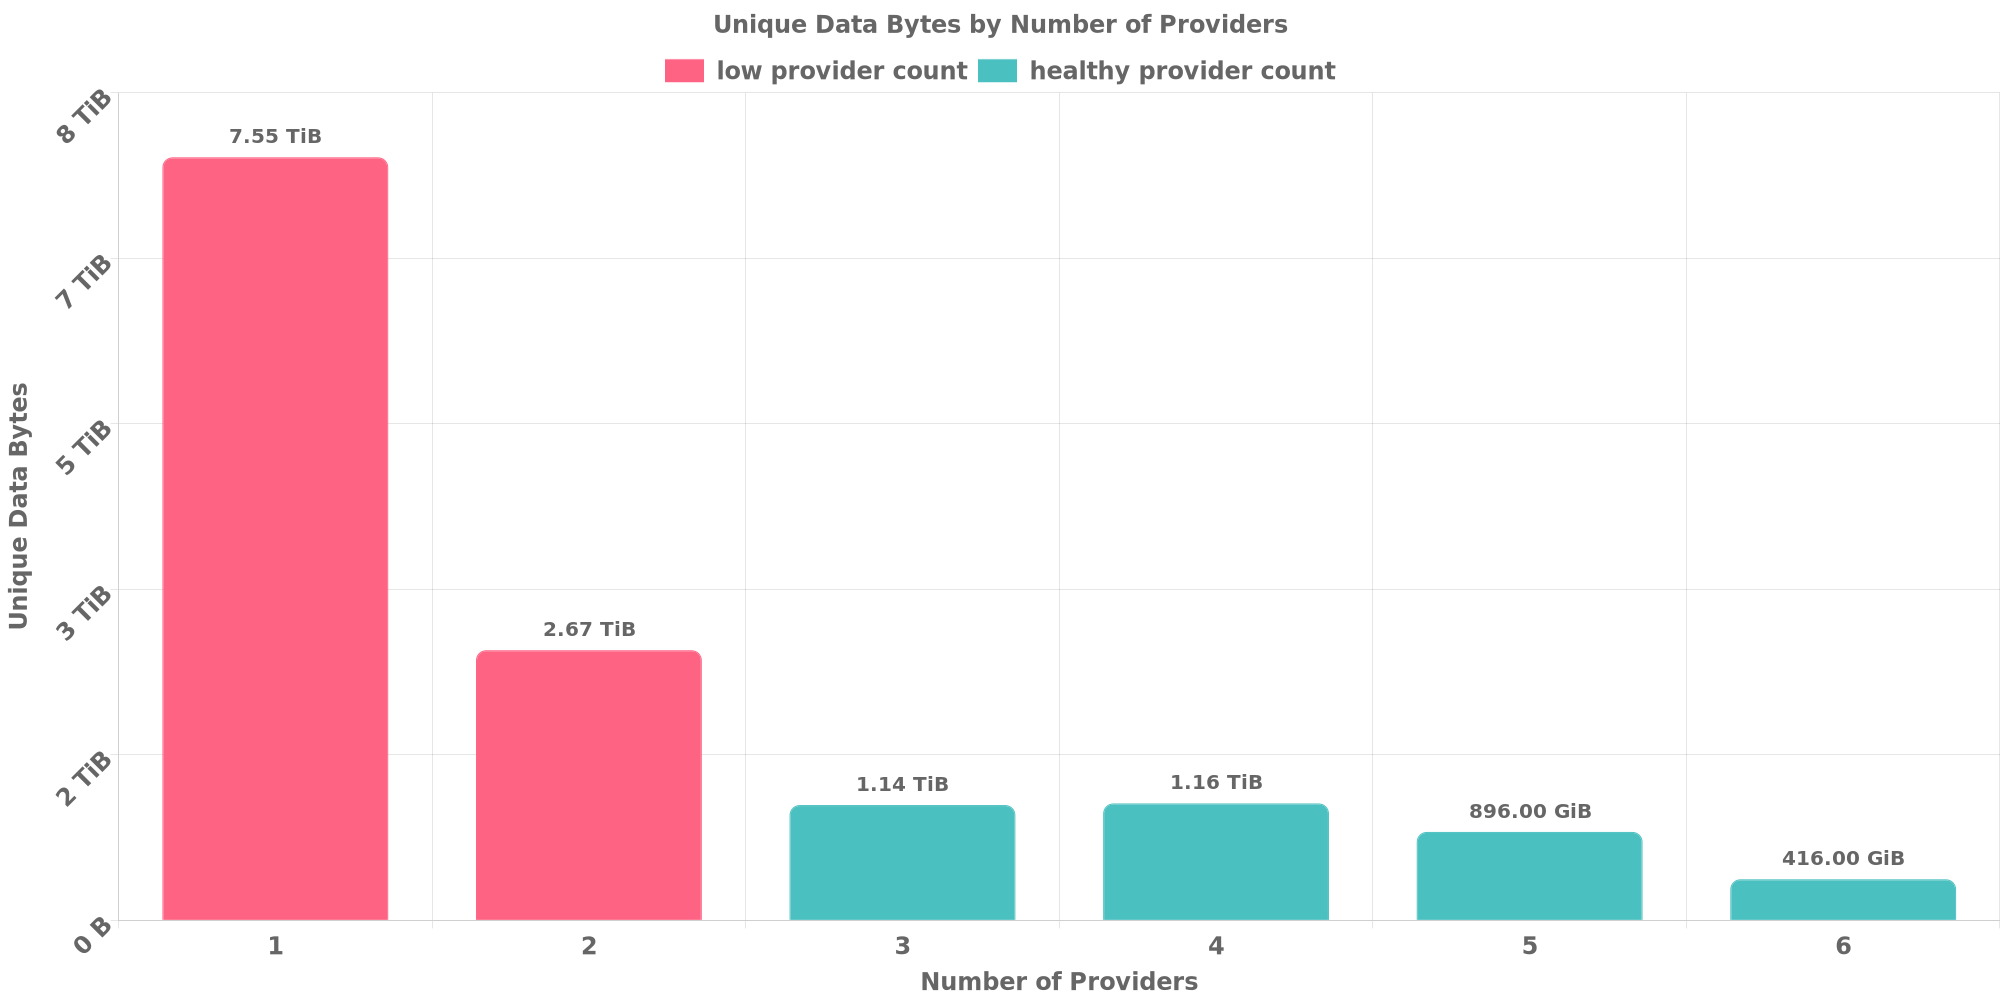 Unique Data Bytes by Number of Providers
low provider count healthy provider count
8 TiB
7 TiB
5 TiB
3 TiB
2 TiB
0 B
Unique Data Bytes
7.55 TiB
2.67 TiB
1.14 TiB
1.16 TiB
896.00 GiB
416.00 GiB
1 2 3 4 5 6
Number of Providers